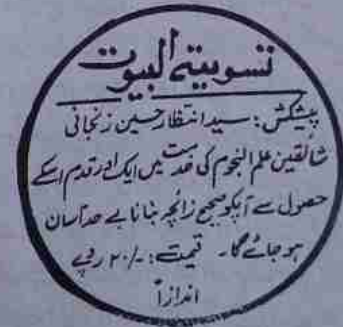 تسویتہ البیوت
پیشکش: سید انتظار حسین زنجانی
شائقین علم النجوم کی خدمت میں ایک اور قدم اسکے
حصول سے آپکو صحیح زائچہ بنانا بے حد آسان
ہو جائے گا۔ قیمت: -/۲۰ روپے
اندازاً